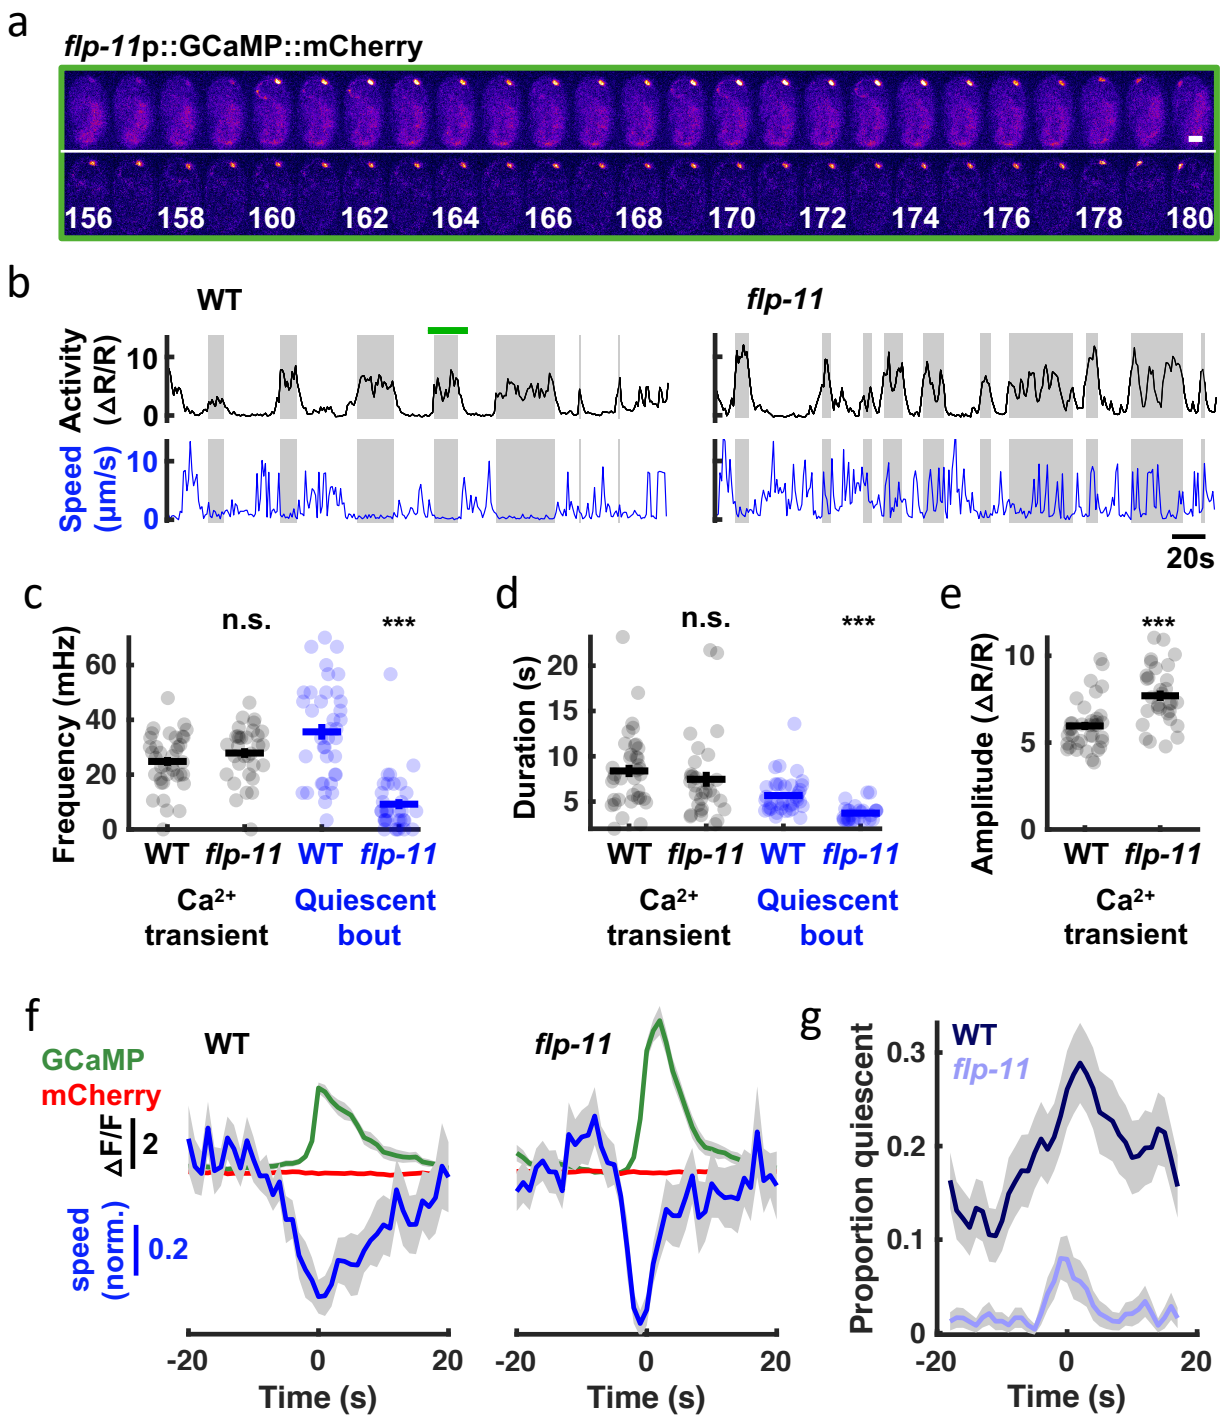 a
flp-11p::GCaMP::mCherry
156 158 160 162 164 166 168 170 172 174 176 178 180
b
WT
flp-11
Activity
(ΔR/R)
10
0
Speed
(µm/s)
10
0
20s
c
n.s.
***
Frequency (mHz)
60
40
20
0
WT flp-11 WT flp-11
Ca2+
transient
Quiescent
bout
d
n.s.
***
Duration (s)
20
15
10
5
WT flp-11 WT flp-11
Ca2+
transient
Quiescent
bout
e
***
Amplitude (ΔR/R)
10
5
0
WT flp-11
Ca2+
transient
f
WT
GCaMP
mCherry
ΔF/F
2
speed
(norm.)
0.2
-20 0 20
Time (s)
flp-11
-20 0 20
Time (s)
g
WT
flp-11
Proportion quiescent
0.3
0.2
0.1
0
-20 0 20
Time (s)